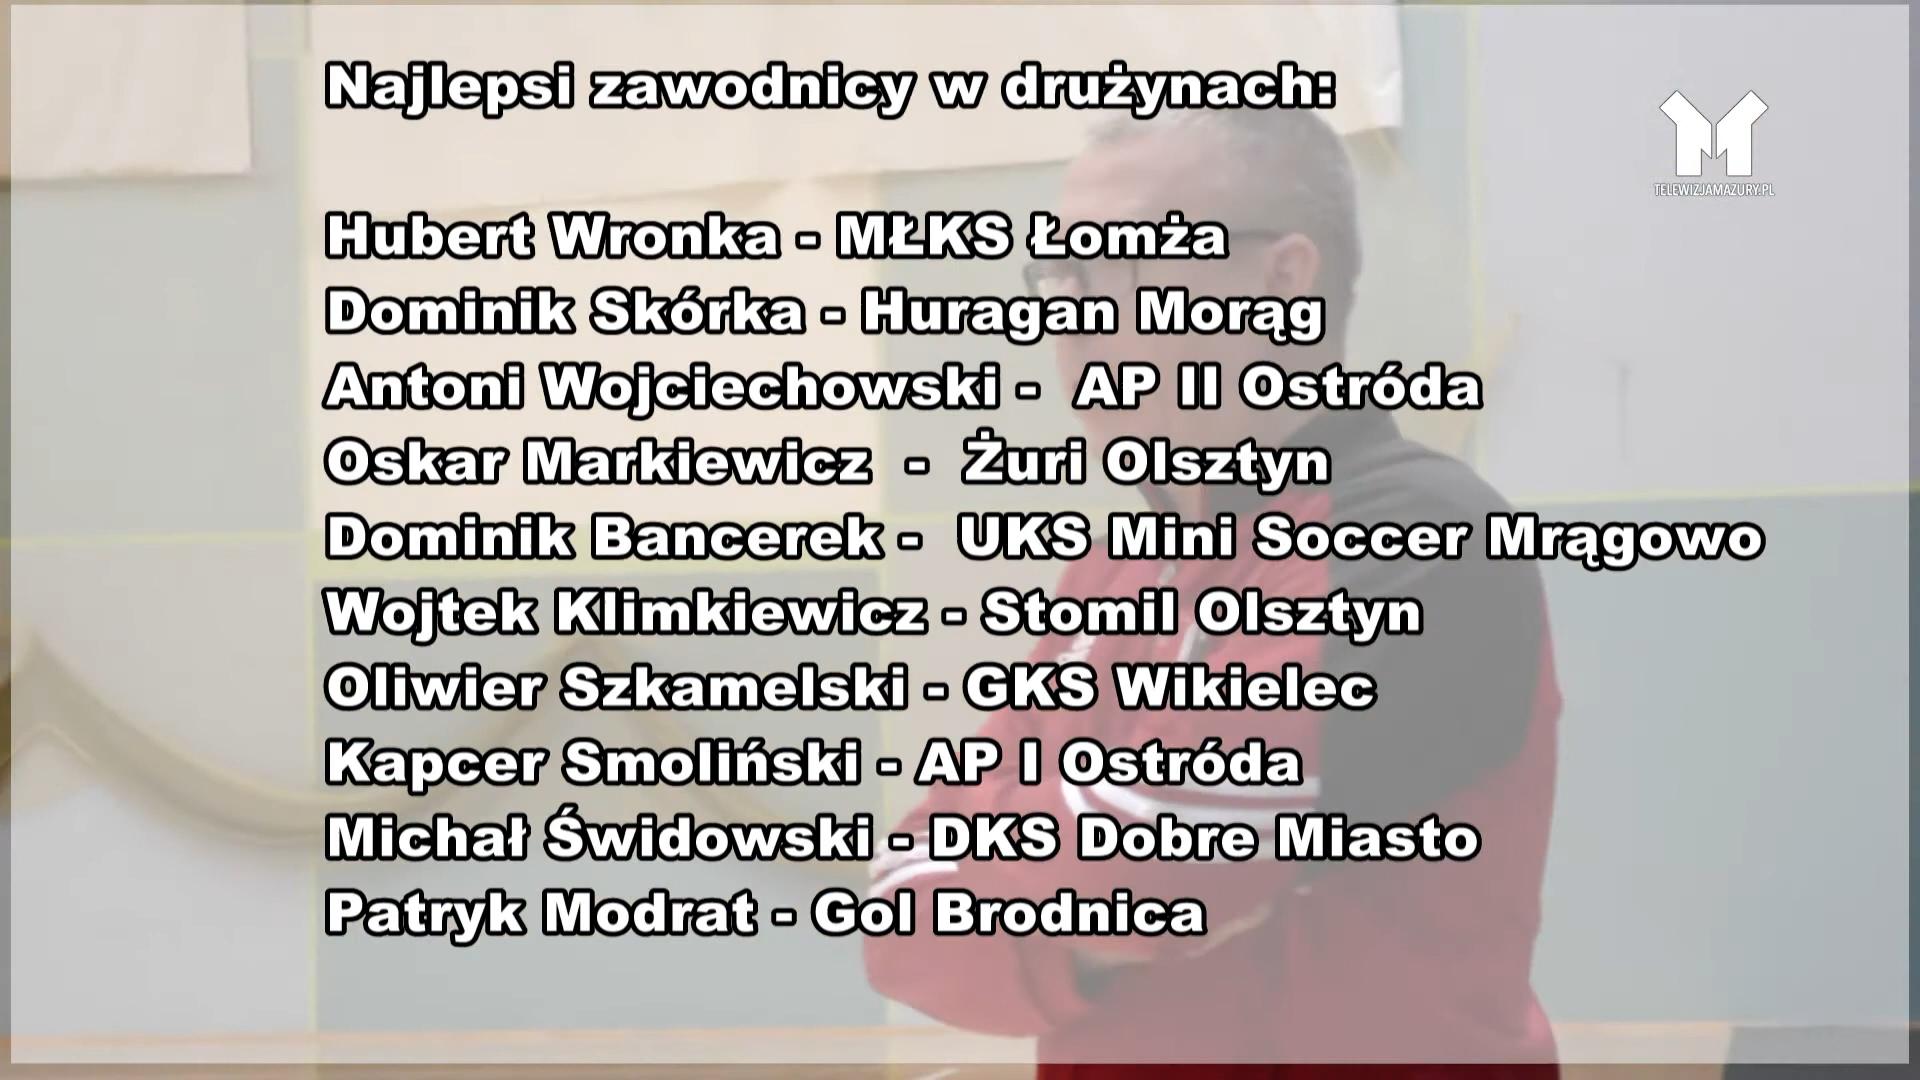 Najlepsi zawodnicy w drużynach:
TELEWIZJAMAZURY.PL
Hubert Wronka - MŁKS Łomża
Dominik Skórka - Huragan Morąg
Antoni Wojciechowski - AP II Ostróda
Oskar Markiewicz - Żuri Olsztyn
Dominik Bancerek - UKS Mini Soccer Mrągowo
Wojtek Klimkiewicz - Stomil Olsztyn
Oliwier Szkamelski - GKS Wikielec
Kapcer Smoliński - AP I Ostróda
Michał Świdowski - DKS Dobre Miasto
Patryk Modrat - Gol Brodnica